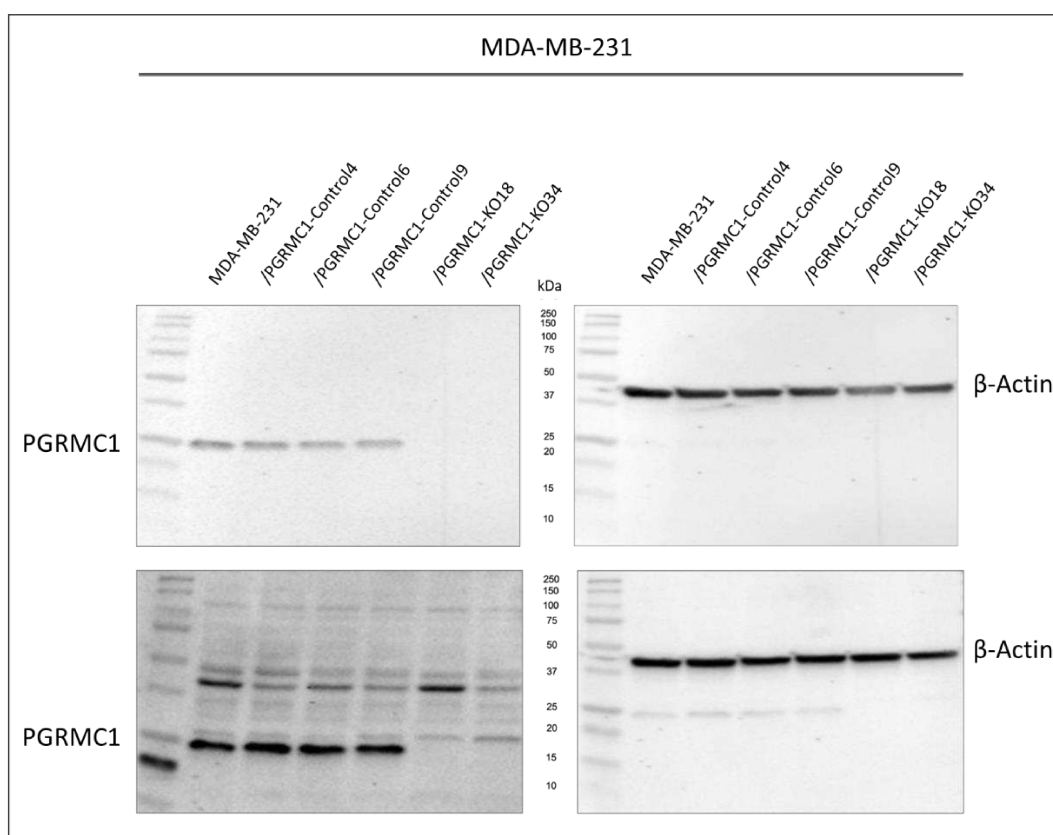 MDA-MB-231
MDA-MB-231
/PGRMC1-Control4
/PGRMC1-Control6
/PGRMC1-Control9
/PGRMC1-KO18
/PGRMC1-KO34
kDa
MDA-MB-231
/PGRMC1-Control4
/PGRMC1-Control6
/PGRMC1-Control9
/PGRMC1-KO18
/PGRMC1-KO34
PGRMC1
250
150
100
75
50
37
25
20
15
10
β-Actin
PGRMC1
250
150
100
75
50
37
25
20
15
10
β-Actin